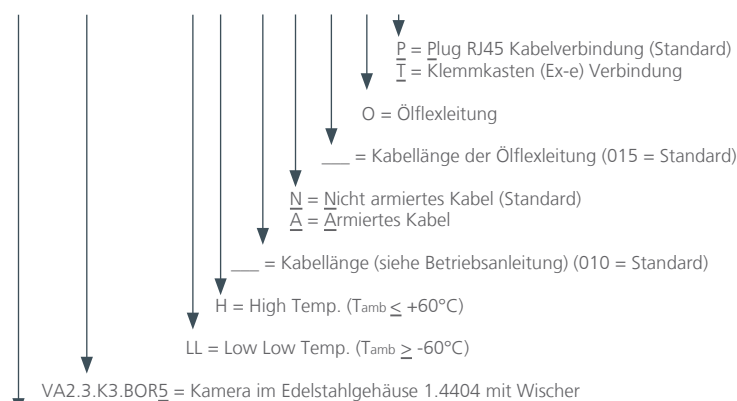 P = Plug RJ45 Kabelverbindung (Standard)
T = Klemmkasten (Ex-e) Verbindung
O = Ölflexleitung
___ = Kabellänge der Ölflexleitung (015 = Standard)
N = Nicht armiertes Kabel (Standard)
A = Armiertes Kabel
___ = Kabellänge (siehe Betriebsanleitung) (010 = Standard)
H = High Temp. (Tamb ≤ +60°C)
LL = Low Low Temp. (Tamb ≥ -60°C)
VA2.3.K3.BOR5 = Kamera im Edelstahlgehäuse 1.4404 mit Wischer